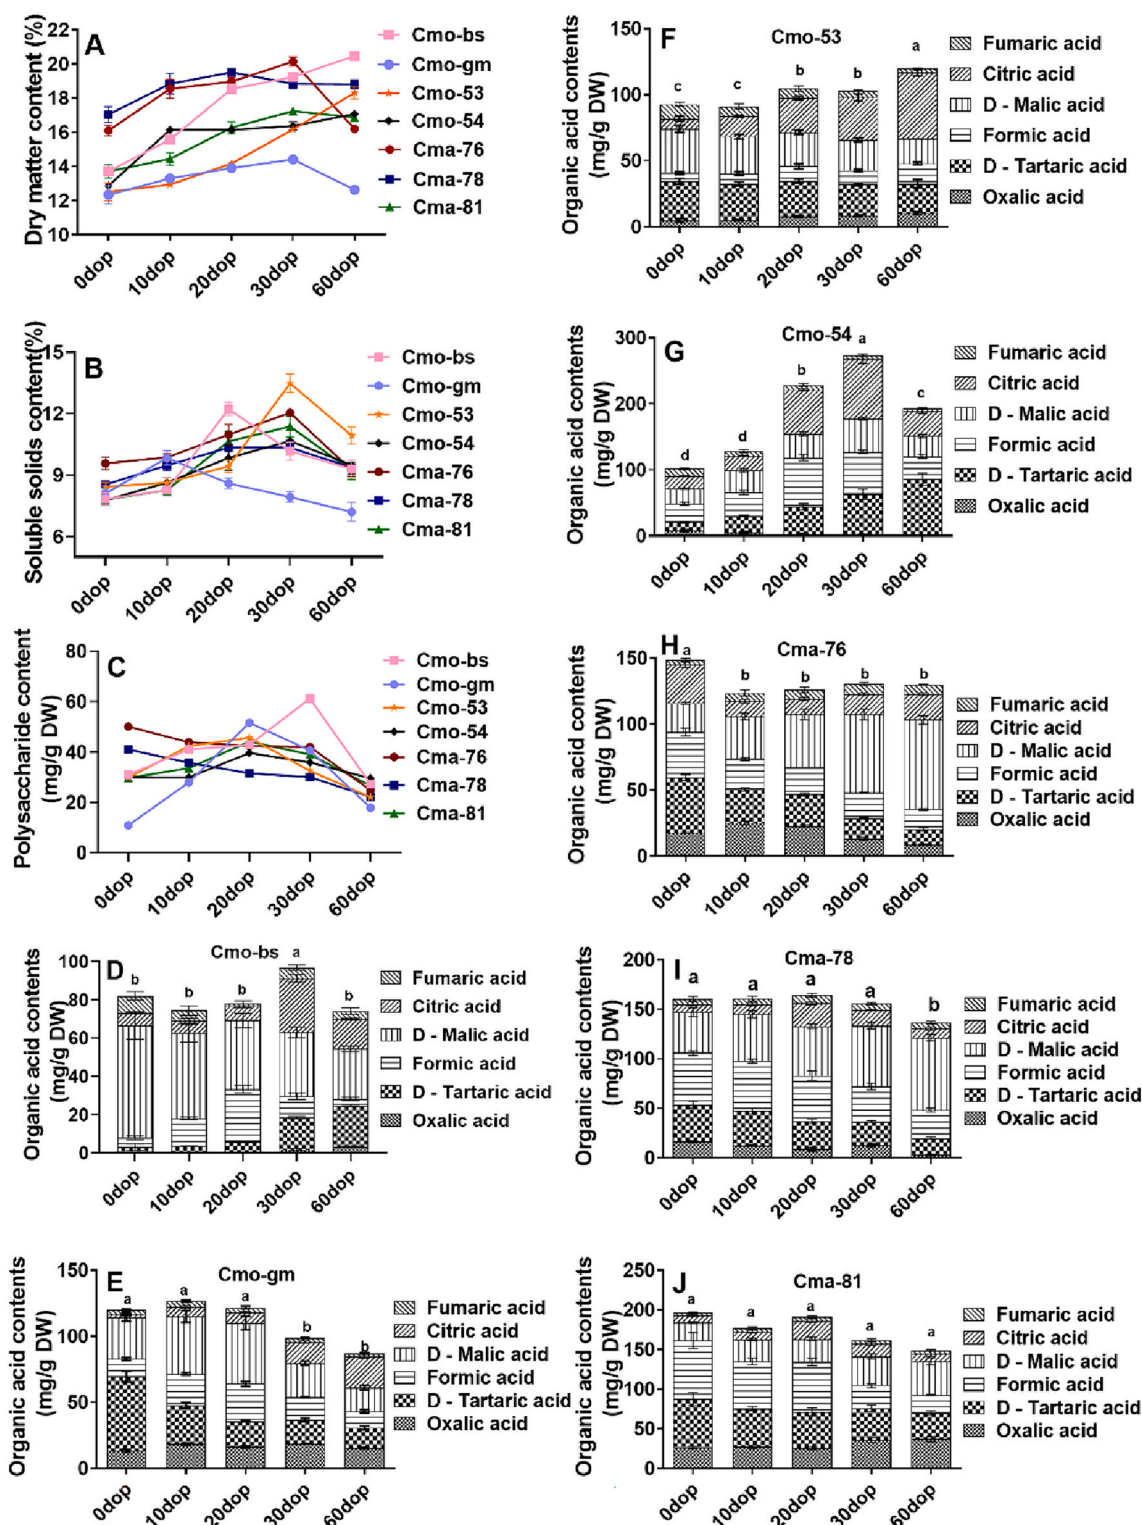 A
Dry matter content (%)
22
20
18
16
14
12
10
0dop
10dop
20dop
30dop
60dop
Cmo-bs
Cmo-gm
Cmo-53
Cmo-54
Cma-76
Cma-78
Cma-81
B
Soluble solids content(%)
15
12
9
6
0dop
10dop
20dop
30dop
60dop
Cmo-bs
Cmo-gm
Cmo-53
Cmo-54
Cma-76
Cma-78
Cma-81
C
Polysaccharide content
(mg/g DW)
80
60
40
20
0
0dop
10dop
20dop
30dop
60dop
Cmo-bs
Cmo-gm
Cmo-53
Cmo-54
Cma-76
Cma-78
Cma-81
D
Cmo-bs
Organic acid contents
(mg/g DW)
100
80
60
40
20
0
b
b
b
a
b
0dop
10dop
20dop
30dop
60dop
Fumaric acid
Citric acid
D - Malic acid
Formic acid
D - Tartaric acid
Oxalic acid
E
Cmo-gm
Organic acid contents
(mg/g DW)
150
100
50
0
a
a
a
b
b
0dop
10dop
20dop
30dop
60dop
Fumaric acid
Citric acid
D - Malic acid
Formic acid
D - Tartaric acid
Oxalic acid
F
Cmo-53
Organic acid contents
(mg/g DW)
150
100
50
0
c
c
b
b
a
0dop
10dop
20dop
30dop
60dop
Fumaric acid
Citric acid
D - Malic acid
Formic acid
D - Tartaric acid
Oxalic acid
G
Cmo-54
Organic acid contents
(mg/g DW)
300
200
100
0
d
d
b
a
c
0dop
10dop
20dop
30dop
60dop
Fumaric acid
Citric acid
D - Malic acid
Formic acid
D - Tartaric acid
Oxalic acid
H
Cma-76
Organic acid contents
(mg/g DW)
150
100
50
0
a
b
b
b
b
0dop
10dop
20dop
30dop
60dop
Fumaric acid
Citric acid
D - Malic acid
Formic acid
D - Tartaric acid
Oxalic acid
I
Cma-78
Organic acid contents
(mg/g DW)
200
150
100
50
0
a
a
a
a
b
0dop
10dop
20dop
30dop
60dop
Fumaric acid
Citric acid
D - Malic acid
Formic acid
D - Tartaric acid
Oxalic acid
J
Cma-81
Organic acid contents
(mg/g DW)
250
200
150
100
50
0
a
a
a
a
a
0dop
10dop
20dop
30dop
60dop
Fumaric acid
Citric acid
D - Malic acid
Formic acid
D - Tartaric acid
Oxalic acid